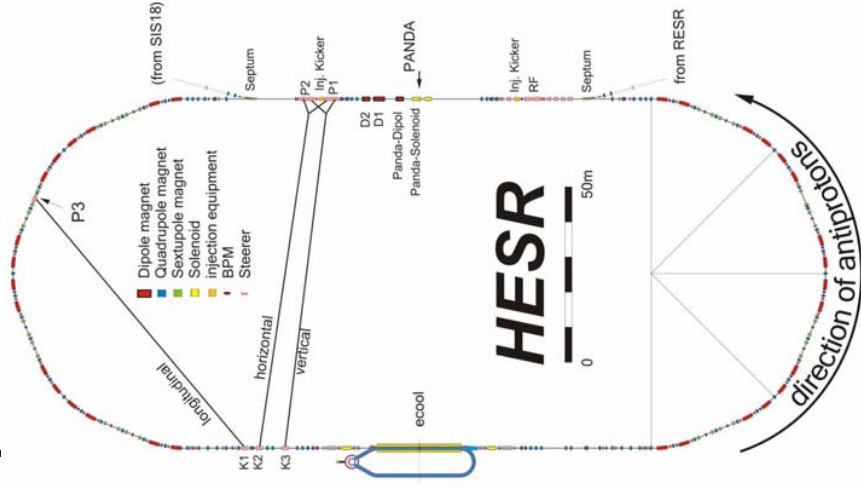 (from SIS18)
Septum
P2
Inj. Kicker
P1
D2
D1
Panda-Dipol
Panda-Solenoid
PANDA
Inj. Kicker
RF
Septum
from RESR
P3
Dipole magnet
Quadrupole magnet
Sextupole magnet
Solenoid
injection equipment
BPM
Steerer
longitudinal
horizontal
vertical
K1
K2
K3
ecool
HESR
0
50m
direction of antiprotons